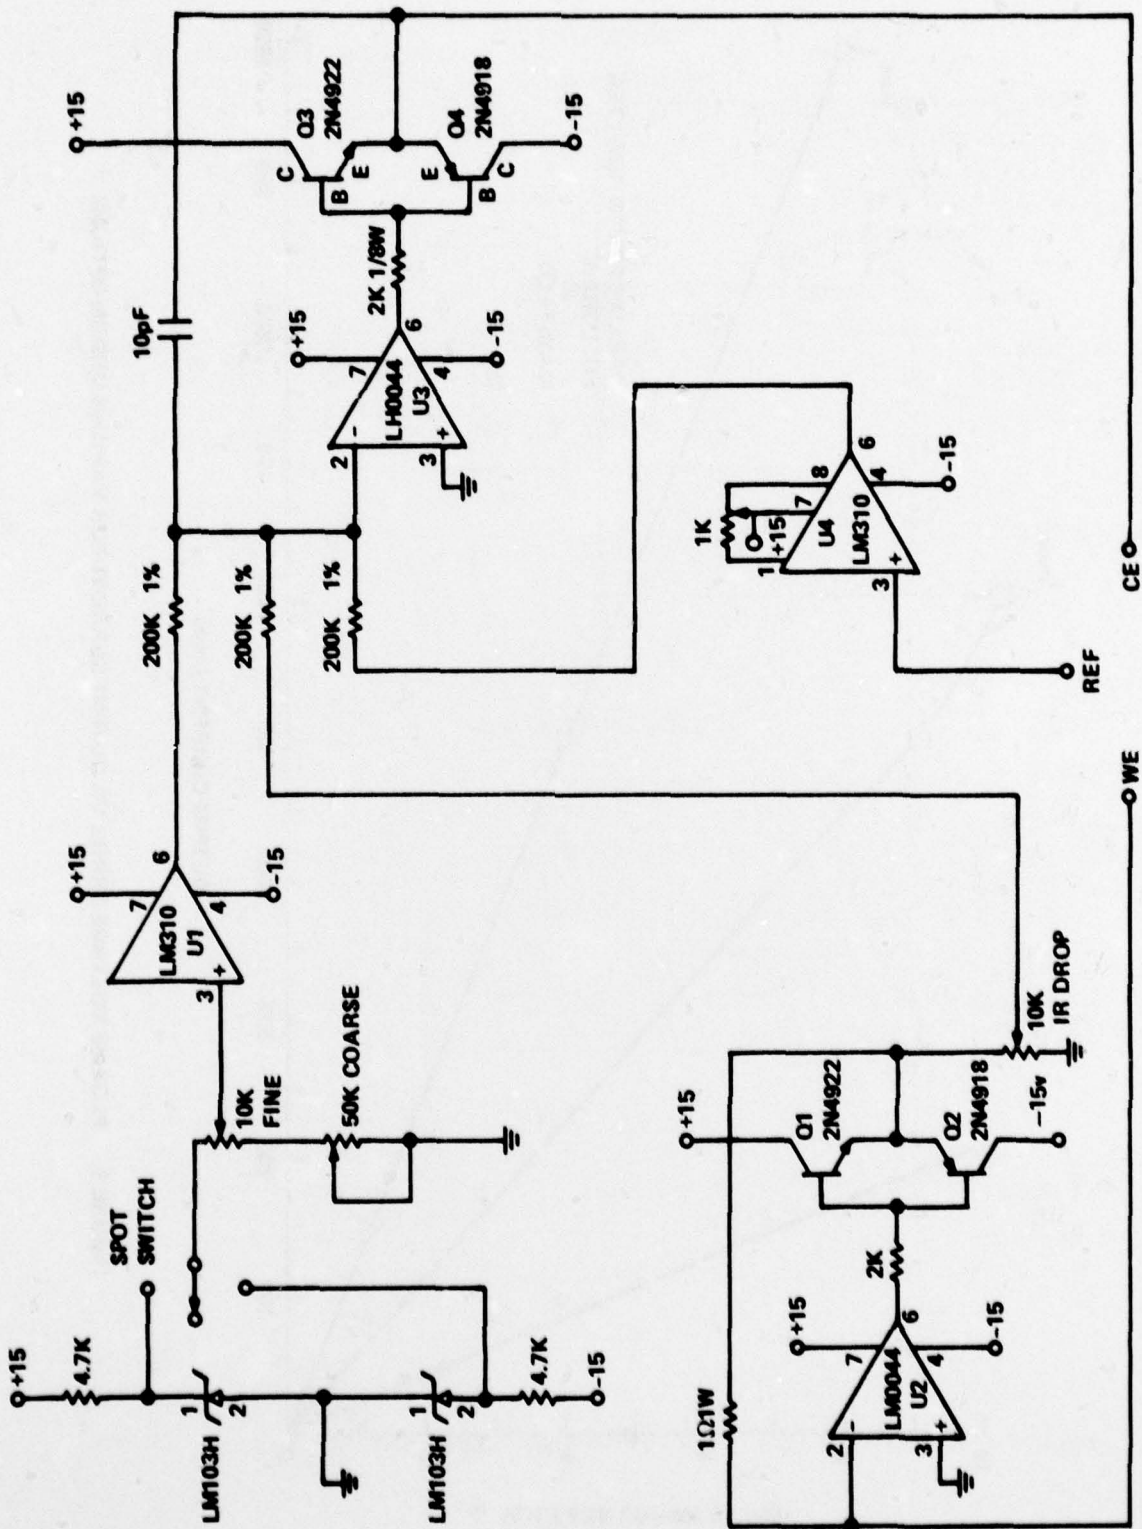 +15
4.7K
SPOT
SWITCH
1
2
LM103H
1
2
LM103H
4.7K
-15
10K
FINE
50K COARSE
+15
7
LM310
U1
3
+
6
4
-15
200K 1%
200K 1%
200K 1%
10pF
+15
7
2
-
LH0044
U3
3
+
6
4
-15
2K 1/8W
+15
C
Q3
2N4922
B
E
E
Q4
2N4918
B
C
-15
1K
+15
1
7
8
U4
LM310
3
+
6
4
-15
REF
CE
WE
1Ω1W
+15
7
2
-
LM0044
U2
3
+
6
4
-15
2K
+15
Q1
2N4922
Q2
2N4918
-15v
10K
IR DROP